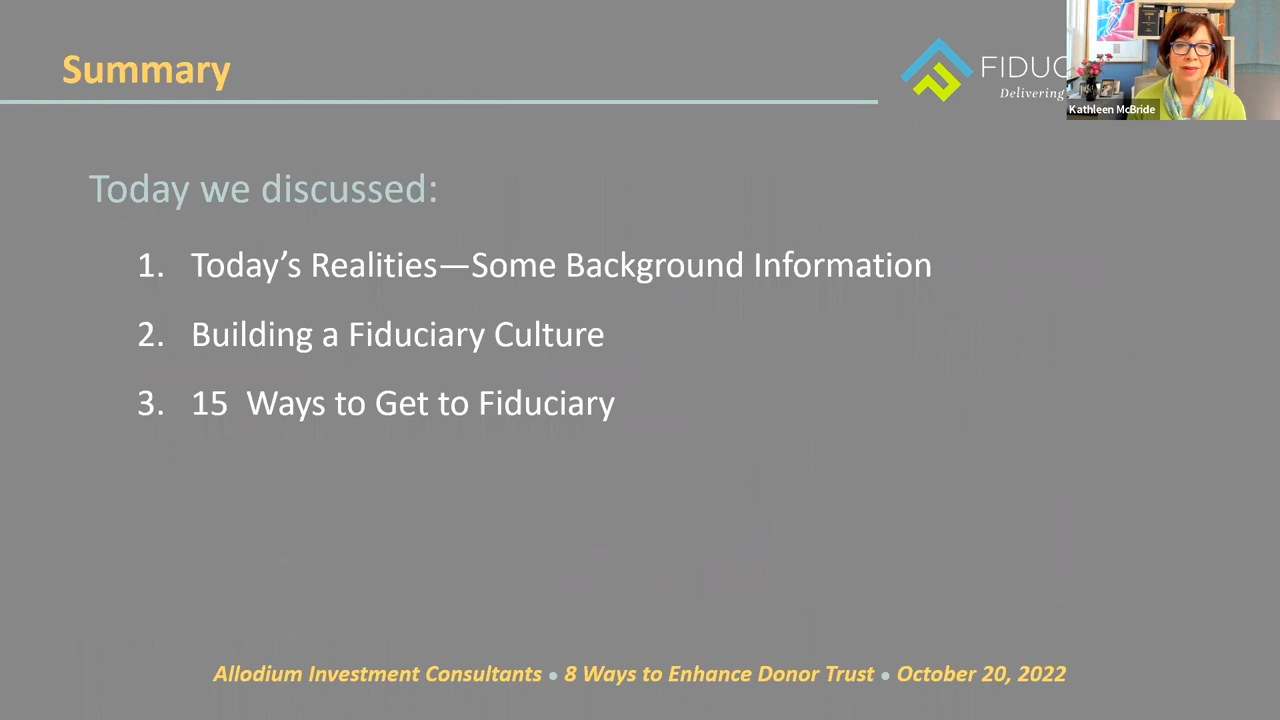 Summary
FIDUC
Delivering
Kathleen McBride
Today we discussed:
1. Today’s Realities—Some Background Information
2. Building a Fiduciary Culture
3. 15 Ways to Get to Fiduciary
Allodium Investment Consultants • 8 Ways to Enhance Donor Trust • October 20, 2022